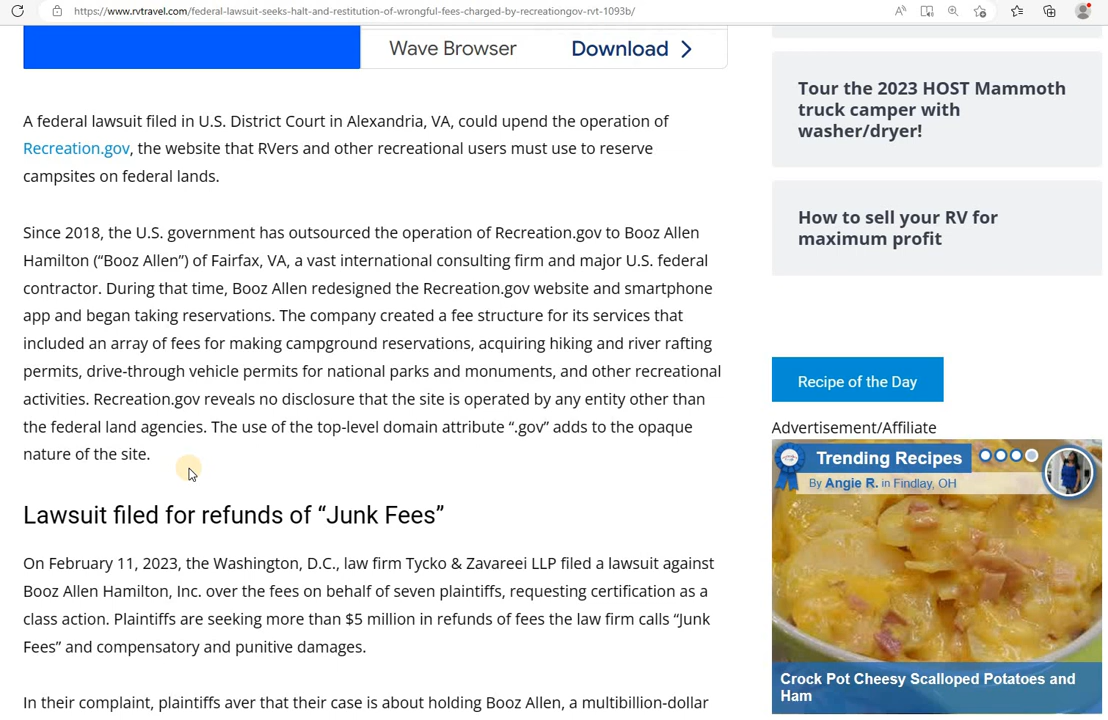 https://www.rvtravel.com/federal-lawsuit-seeks-halt-and-restitution-of-wrongful-fees-charged-by-recreationgov-rvt-1093b/
Wave Browser
Download
A federal lawsuit filed in U.S. District Court in Alexandria, VA, could upend the operation of
Recreation.gov, the website that RVers and other recreational users must use to reserve
campsites on federal lands.
Since 2018, the U.S. government has outsourced the operation of Recreation.gov to Booz Allen
Hamilton (“Booz Allen”) of Fairfax, VA, a vast international consulting firm and major U.S. federal
contractor. During that time, Booz Allen redesigned the Recreation.gov website and smartphone
app and began taking reservations. The company created a fee structure for its services that
included an array of fees for making campground reservations, acquiring hiking and river rafting
permits, drive-through vehicle permits for national parks and monuments, and other recreational
activities. Recreation.gov reveals no disclosure that the site is operated by any entity other than
the federal land agencies. The use of the top-level domain attribute “.gov” adds to the opaque
nature of the site.
Lawsuit filed for refunds of “Junk Fees”
On February 11, 2023, the Washington, D.C., law firm Tycko & Zavareei LLP filed a lawsuit against
Booz Allen Hamilton, Inc. over the fees on behalf of seven plaintiffs, requesting certification as a
class action. Plaintiffs are seeking more than $5 million in refunds of fees the law firm calls “Junk
Fees” and compensatory and punitive damages.
In their complaint, plaintiffs aver that their case is about holding Booz Allen, a multibillion-dollar
Tour the 2023 HOST Mammoth
truck camper with
washer/dryer!
How to sell your RV for
maximum profit
Recipe of the Day
Advertisement/Affiliate
Trending Recipes
By Angie R. in Findlay, OH
Crock Pot Cheesy Scalloped Potatoes and
Ham